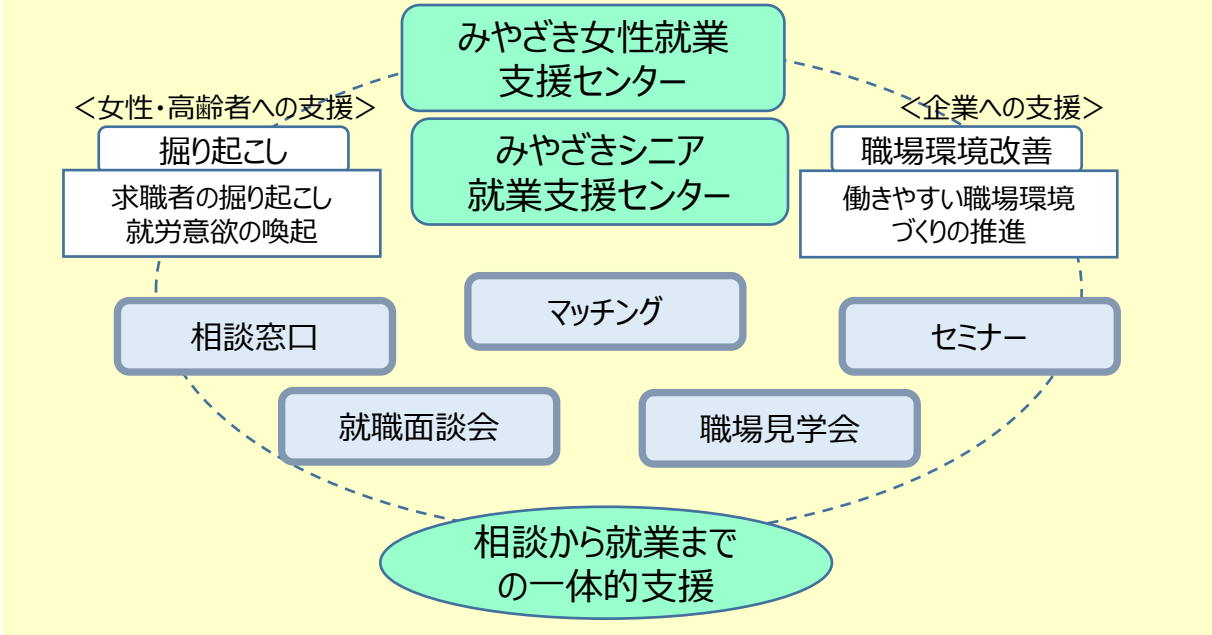 みやざき女性就業
支援センター
＜女性・高齢者への支援＞
＜企業への支援＞
掘り起こし
みやざきシニア
就業支援センター
職場環境改善
求職者の掘り起こし
就労意欲の喚起
働きやすい職場環境
づくりの推進
マッチング
相談窓口
セミナー
就職面談会
職場見学会
相談から就業まで
の一体的支援